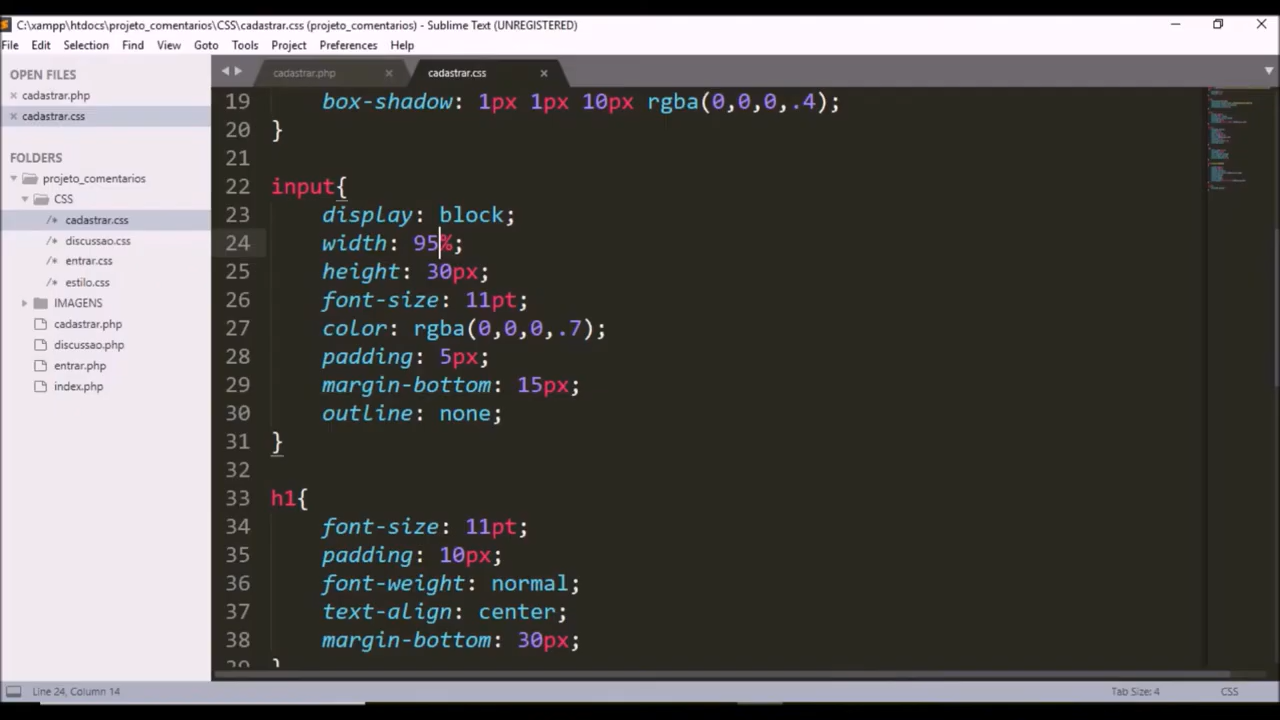 C:\xampp\htdocs\projeto_comentarios\CSS\cadastrar.css (projeto_comentarios) - Sublime Text (UNREGISTERED)
File Edit Selection Find View Goto Tools Project Preferences Help
OPEN FILES
cadastrar.php
cadastrar.css
FOLDERS
projeto_comentarios
CSS
/* cadastrar.css
/* discussao.css
/* entrar.css
/* estilo.css
IMAGENS
cadastrar.php
discussao.php
entrar.php
index.php
cadastrar.php cadastrar.css
19 box-shadow: 1px 1px 10px rgba(0,0,0,.4);
20 }
21
22 input{
23 display: block;
24 width: 95%;
25 height: 30px;
26 font-size: 11pt;
27 color: rgba(0,0,0,.7);
28 padding: 5px;
29 margin-bottom: 15px;
30 outline: none;
31 }
32
33 h1{
34 font-size: 11pt;
35 padding: 10px;
36 font-weight: normal;
37 text-align: center;
38 margin-bottom: 30px;
39 }
Line 24, Column 14 Tab Size: 4 CSS